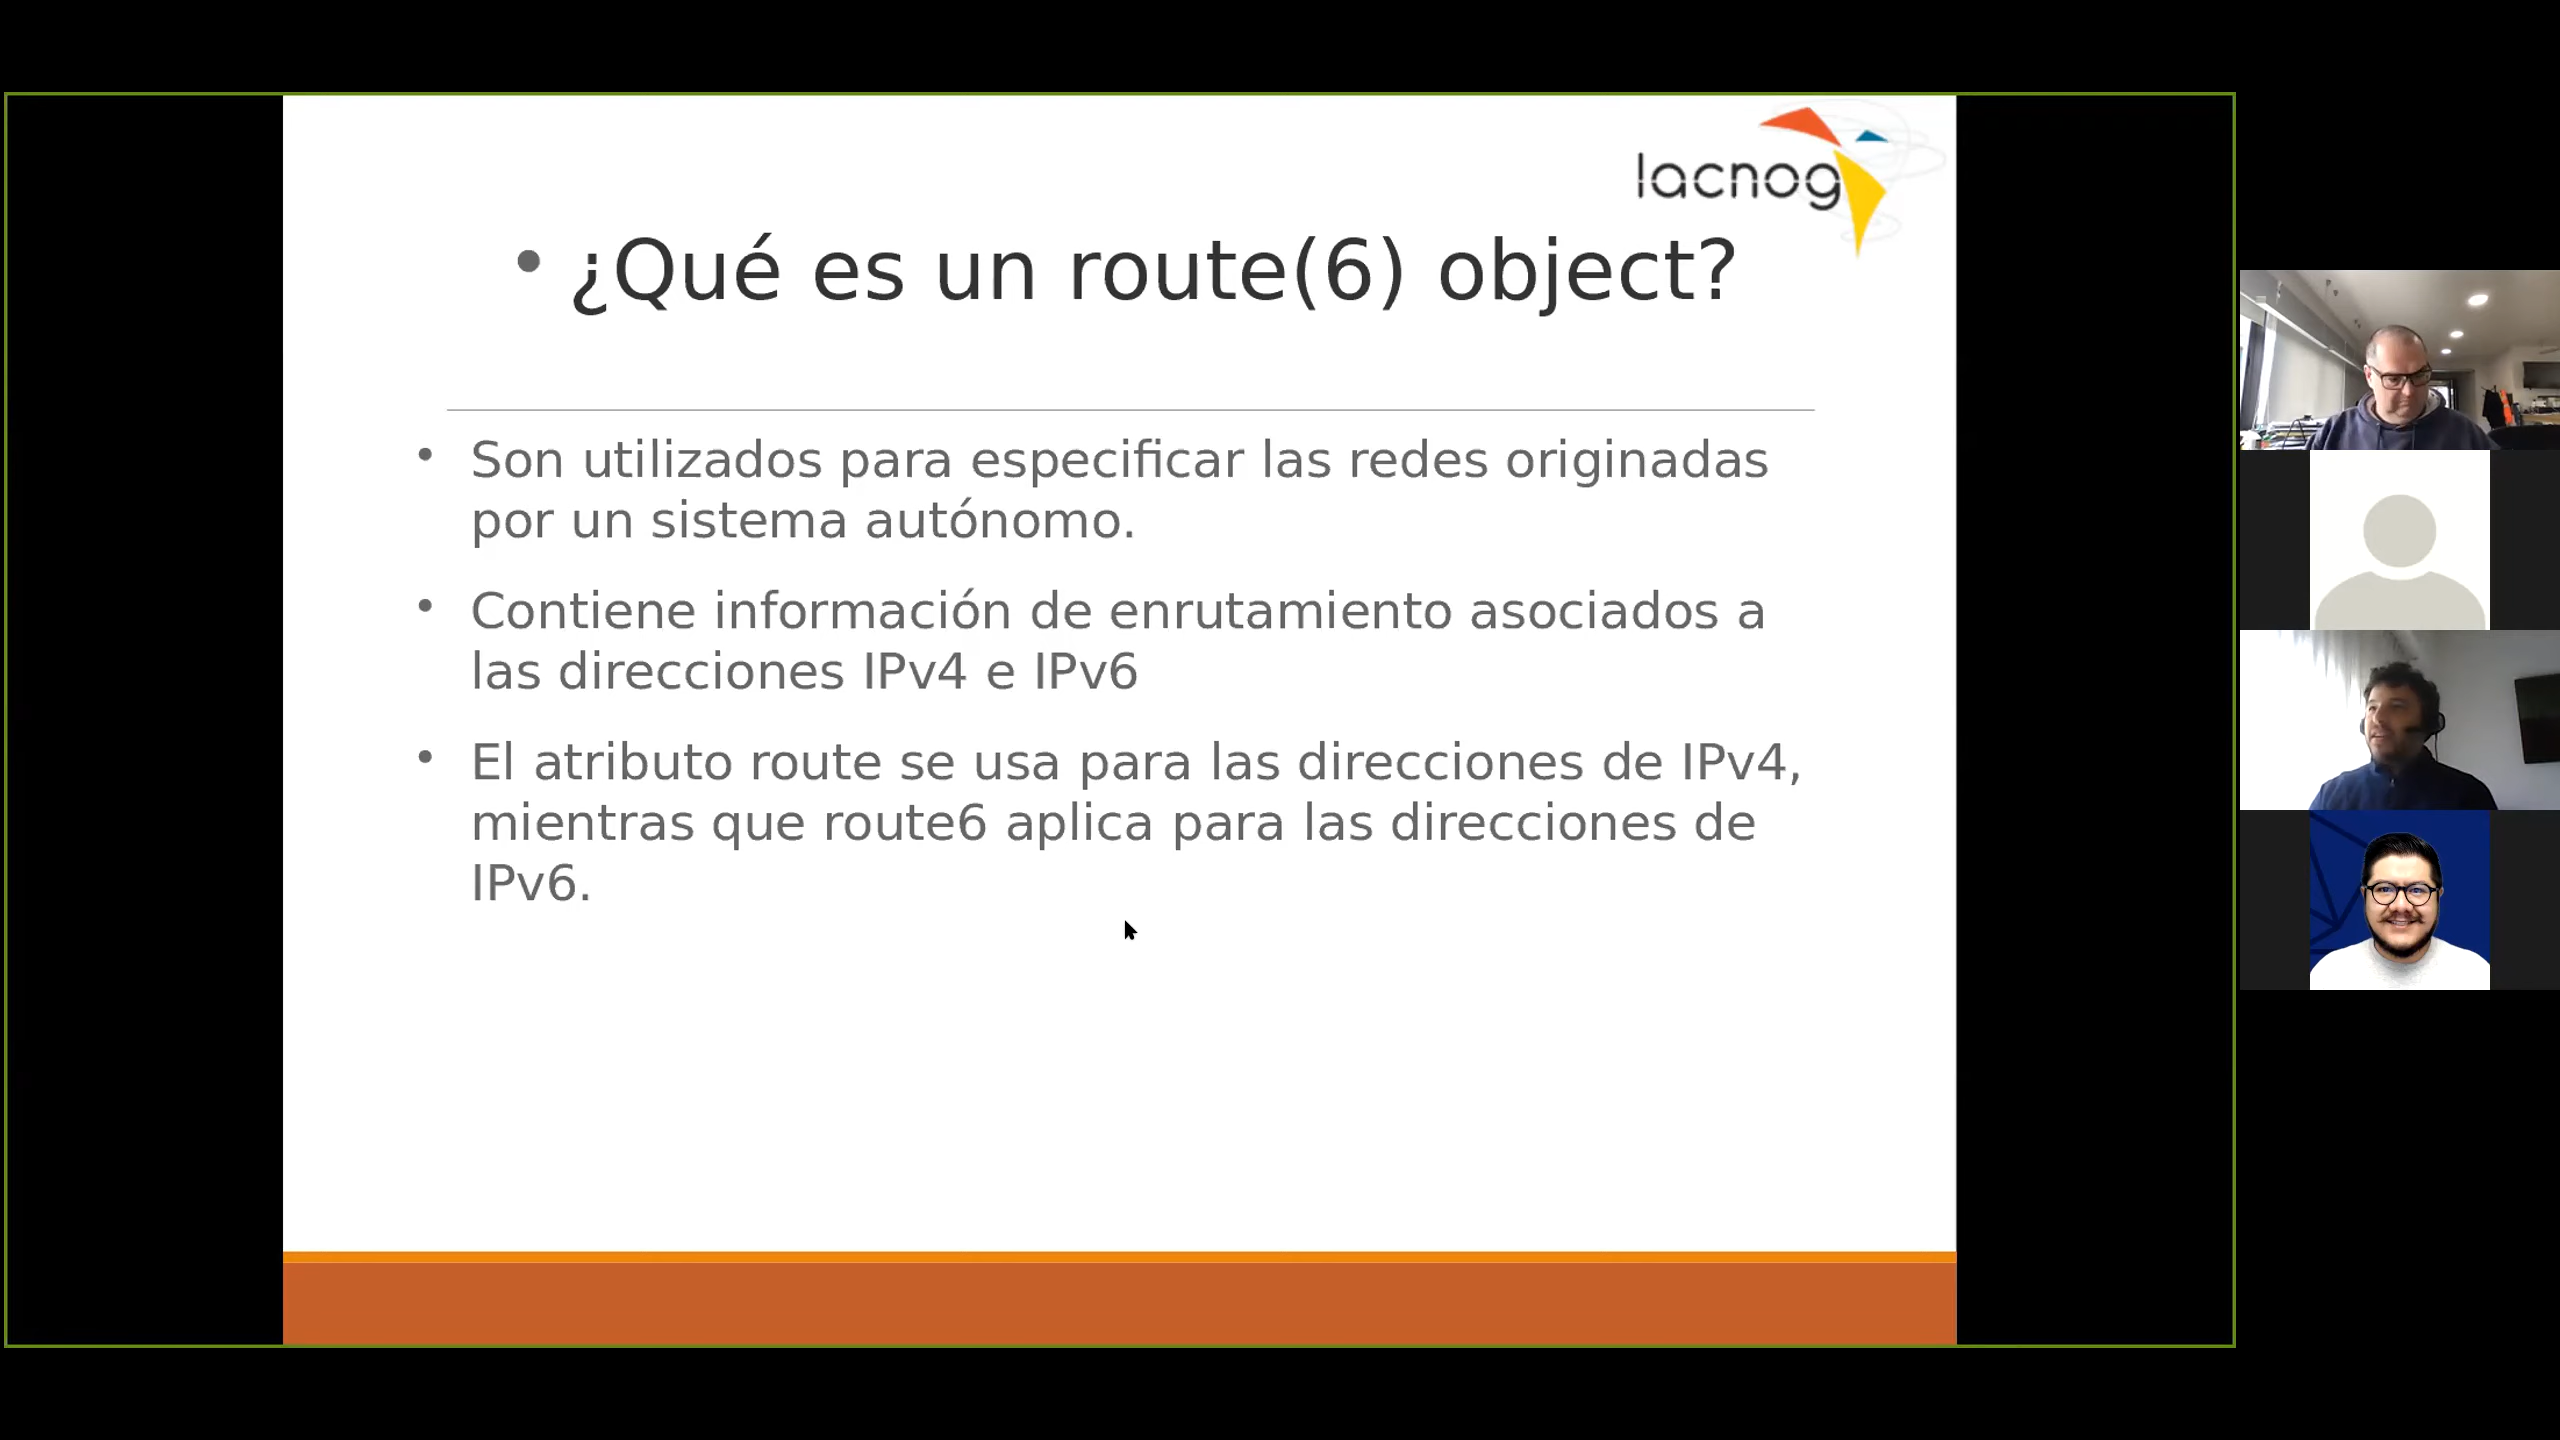 lacnog
• ¿Qué es un route(6) object?
• Son utilizados para especificar las redes originadas
por un sistema autónomo.
• Contiene información de enrutamiento asociados a
las direcciones IPv4 e IPv6
• El atributo route se usa para las direcciones de IPv4,
mientras que route6 aplica para las direcciones de
IPv6.